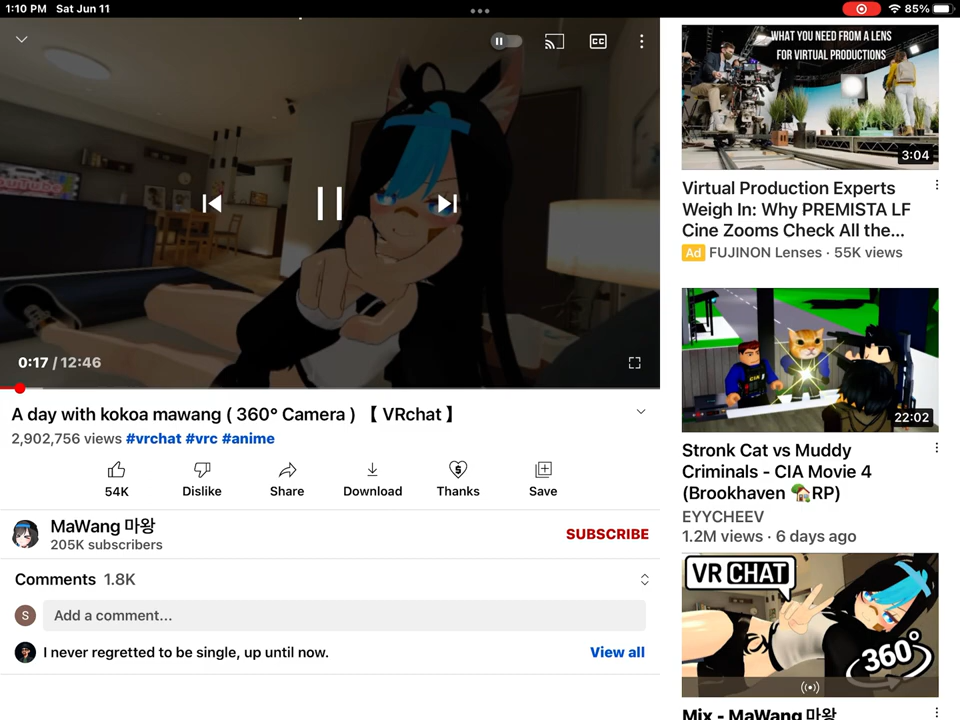 1:10 PM Sat Jun 11
85%
CC
YOUTUBE
0:17 / 12:46
A day with kokoa mawang ( 360° Camera ) 【 VRchat 】
2,902,756 views #vrchat #vrc #anime
54K Dislike Share Download Thanks Save
MaWang 마왕
205K subscribers
SUBSCRIBE
Comments 1.8K
S
Add a comment...
I never regretted to be single, up until now.
View all
WHAT YOU NEED FROM A LENS
FOR VIRTUAL PRODUCTIONS
3:04
Virtual Production Experts
Weigh In: Why PREMISTA LF
Cine Zooms Check All the...
Ad FUJINON Lenses · 55K views
CIA
22:02
Stronk Cat vs Muddy
Criminals - CIA Movie 4
(Brookhaven 🏡RP)
EYYCHEEV
1.2M views · 6 days ago
VR CHAT
360°
Mix - MaWang 마왕